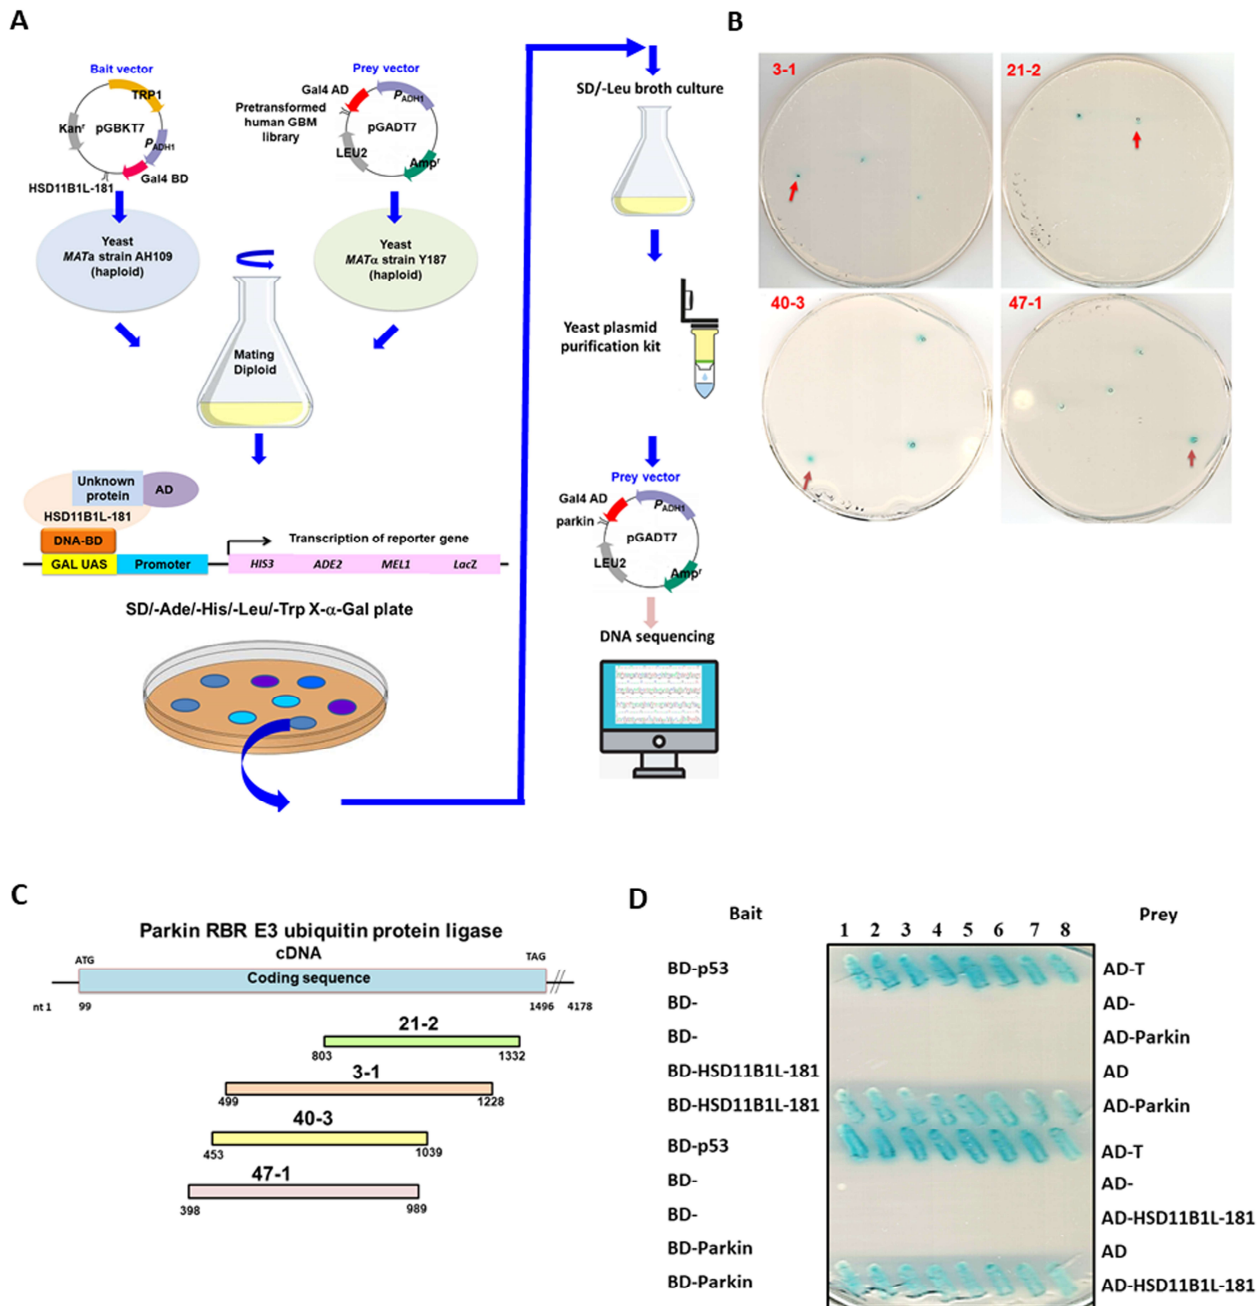 A
Bait vector
TRP1
Kanʳ
pGBKT7
PADH1
Gal4 BD
HSD11B1L-181
Prey vector
Gal4 AD
PADH1
Pretransformed
human GBM
library
pGADT7
LEU2
Ampʳ
Yeast
MATa strain AH109
(haploid)
Yeast
MATα strain Y187
(haploid)
Mating
Diploid
Unknown
protein
AD
HSD11B1L-181
DNA-BD
GAL UAS
Promoter
Transcription of reporter gene
HIS3 ADE2 MEL1 LacZ
SD/-Ade/-His/-Leu/-Trp X-α-Gal plate
SD/-Leu broth culture
Yeast plasmid
purification kit
Prey vector
Gal4 AD
PADH1
parkin
pGADT7
LEU2
Ampʳ
DNA sequencing
B
3-1
21-2
40-3
47-1
C
Parkin RBR E3 ubiquitin protein ligase
cDNA
ATG
TAG
Coding sequence
nt 1 99 1496 4178
21-2
803 1332
3-1
499 1228
40-3
453 1039
47-1
398 989
D
Bait
Prey
1 2 3 4 5 6 7 8
BD-p53 AD-T
BD- AD-
BD- AD-Parkin
BD-HSD11B1L-181 AD
BD-HSD11B1L-181 AD-Parkin
BD-p53 AD-T
BD- AD-
BD- AD-HSD11B1L-181
BD-Parkin AD
BD-Parkin AD-HSD11B1L-181